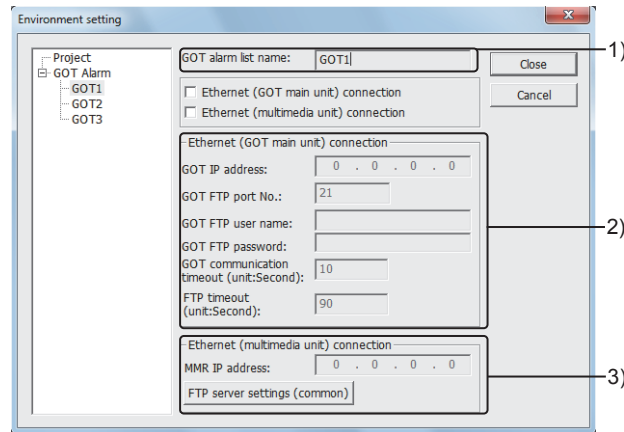 Environment setting
x
1)
Project
GOT Alarm
GOT1
GOT2
GOT3
GOT alarm list name: GOT1
Close
Cancel
Ethernet (GOT main unit) connection
Ethernet (multimedia unit) connection
2)
Ethernet (GOT main unit) connection
GOT IP address: 0 . 0 . 0 . 0
GOT FTP port No.: 21
GOT FTP user name:
GOT FTP password:
GOT communication
timeout (unit:Second): 10
FTP timeout
(unit:Second): 90
3)
Ethernet (multimedia unit) connection
MMR IP address: 0 . 0 . 0 . 0
FTP server settings (common)